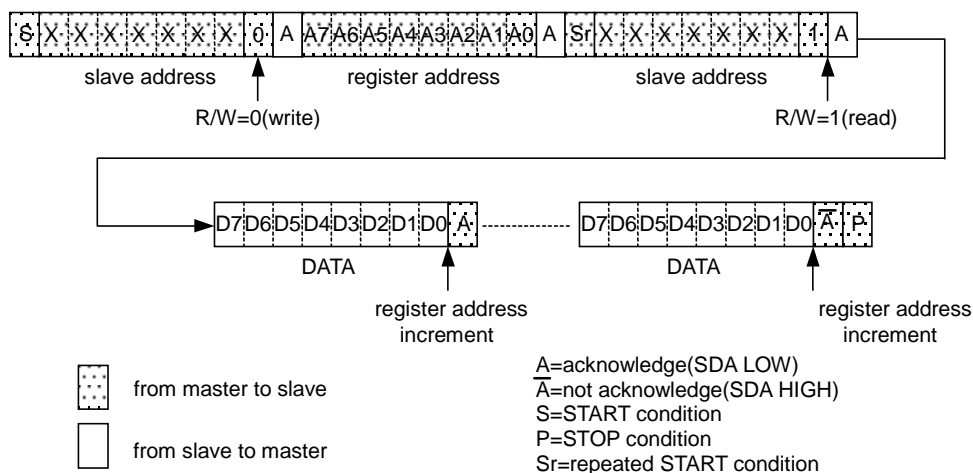 S X X X X X X X 0 A A7 A6 A5 A4 A3 A2 A1 A0 A Sr X X X X X X X 1 A
slave address register address slave address
R/W=0(write) R/W=1(read)
D7 D6 D5 D4 D3 D2 D1 D0 A D7 D6 D5 D4 D3 D2 D1 D0 A̅ P
DATA DATA
register address register address
increment increment
from master to slave
from slave to master
A=acknowledge(SDA LOW)
A̅=not acknowledge(SDA HIGH)
S=START condition
P=STOP condition
Sr=repeated START condition